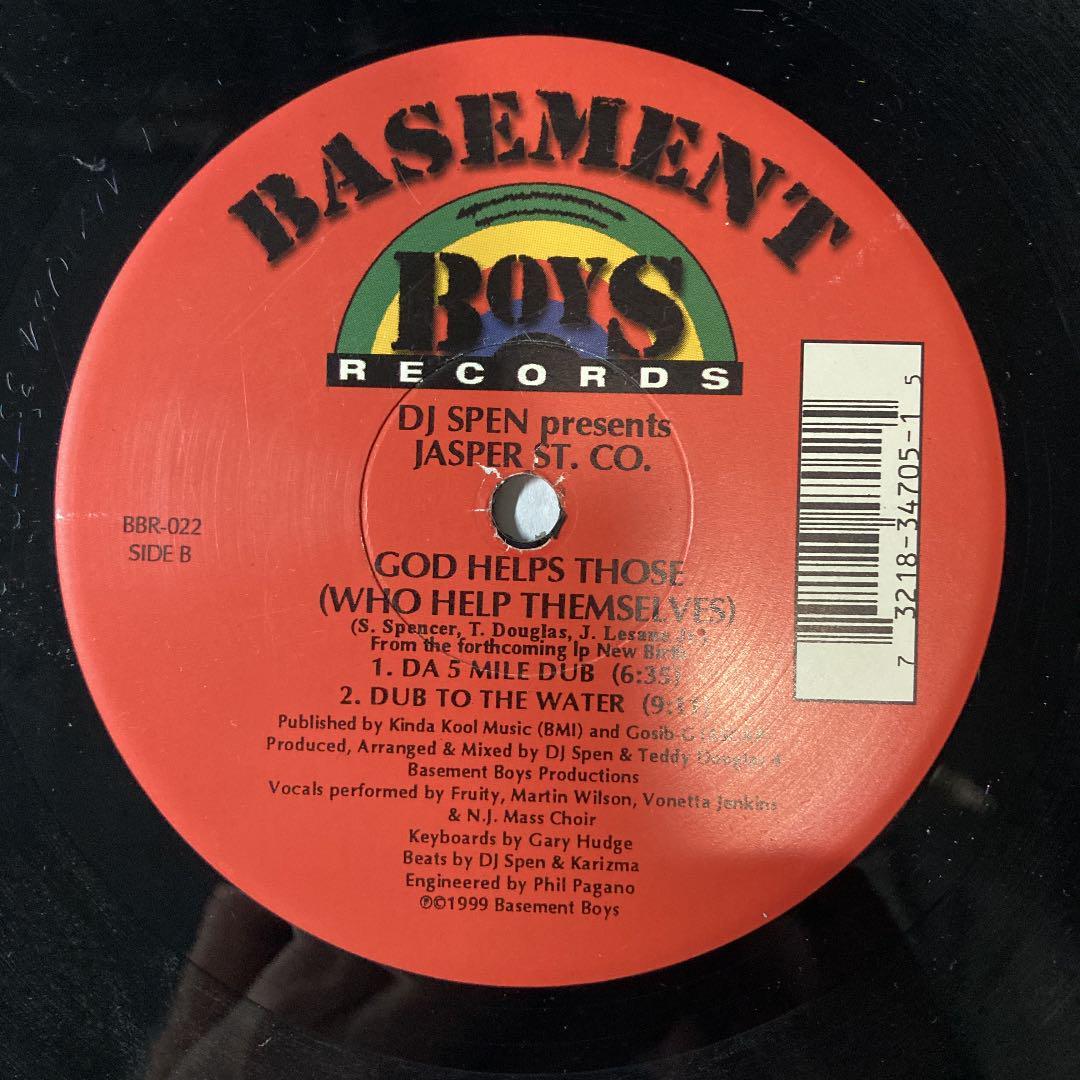 BASEMENT
BOYS
RECORDS
DJ SPEN presents
JASPER ST. CO.
BBR-022
SIDE B
GOD HELPS THOSE
(WHO HELP THEMSELVES)
(S. Spencer, T. Douglas, J. Lesane Jr.)
From the forthcoming lp New Birth
1. DA 5 MILE DUB (6:35)
2. DUB TO THE WATER
Published by Kinda Kool Music (BMI) and
Produced, Arranged & Mixed by DJ Spen & Teddy Douglas 4
Basement Boys Productions
Vocals performed by Fruity, Martin Wilson, Vonetta Jenkins
& N.J. Mass Choir
Keyboards by Gary Hudge
Beats by DJ Spen & Karizma
Engineered by Phil Pagano
℗©1999 Basement Boys
7 3218-34705-1 5